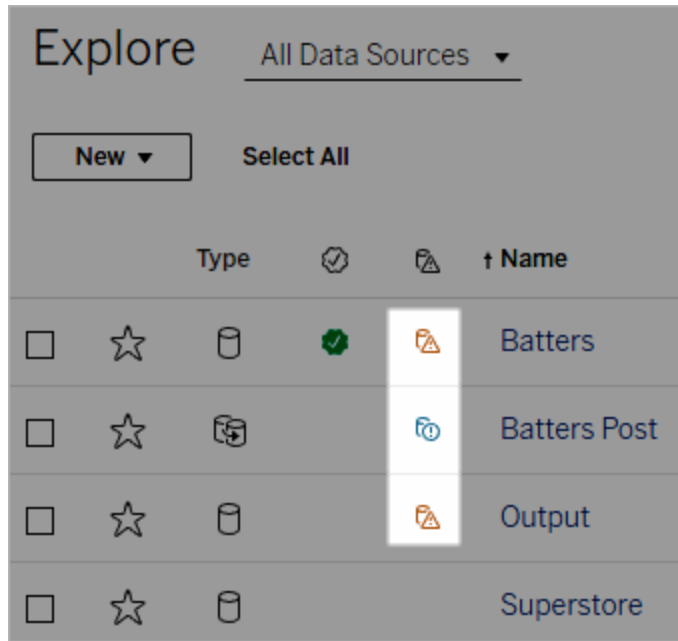 Explore All Data Sources
New Select All
Type Name
Batters
Batters Post
Output
Superstore